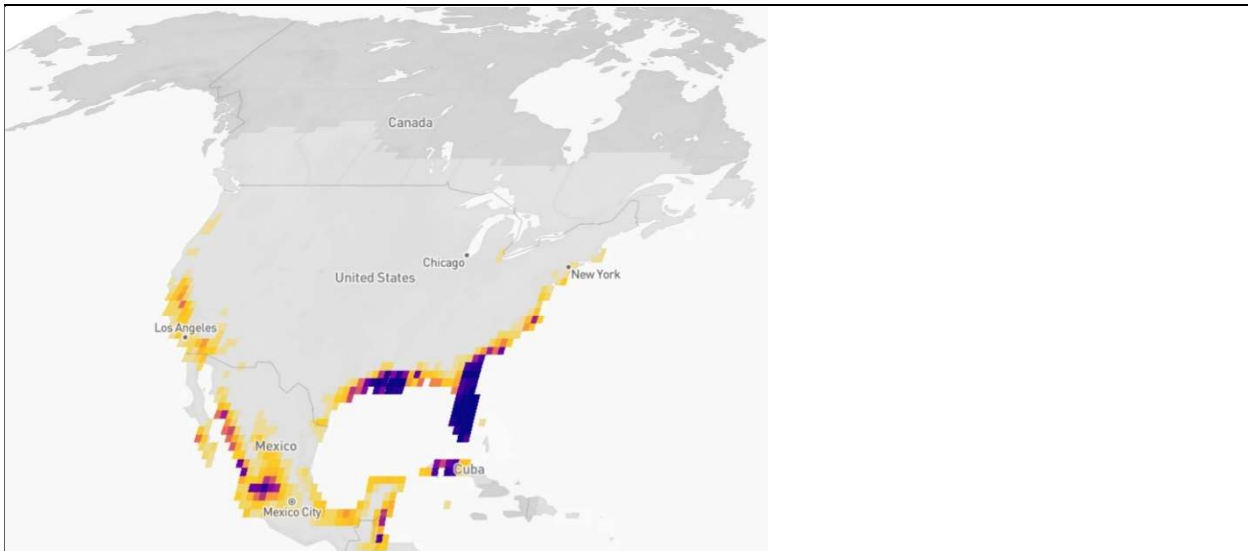 Canada
Chicago
New York
United States
Los Angeles
Mexico
Cuba
Mexico City